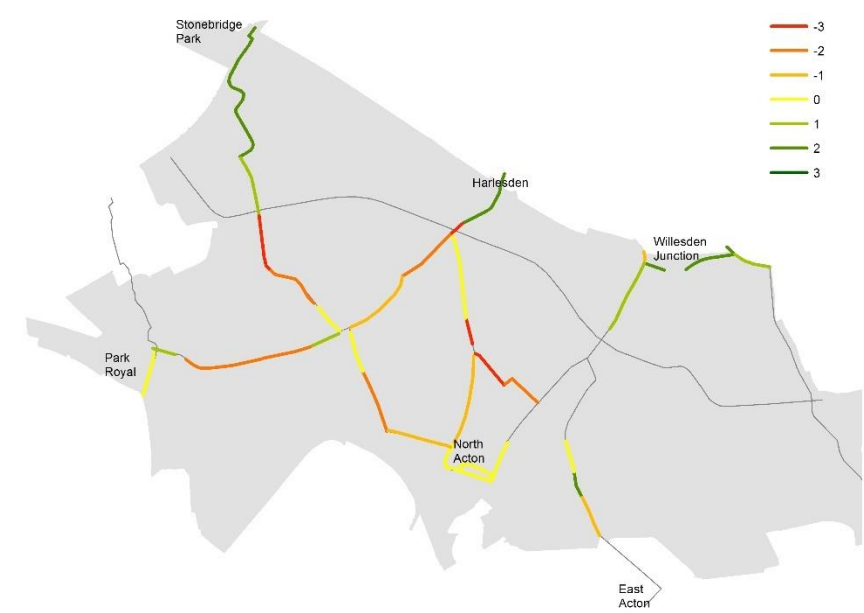 Stonebridge
Park
-3
-2
-1
0
1
2
3
Harlesden
Willesden
Junction
Park
Royal
North
Acton
East
Acton